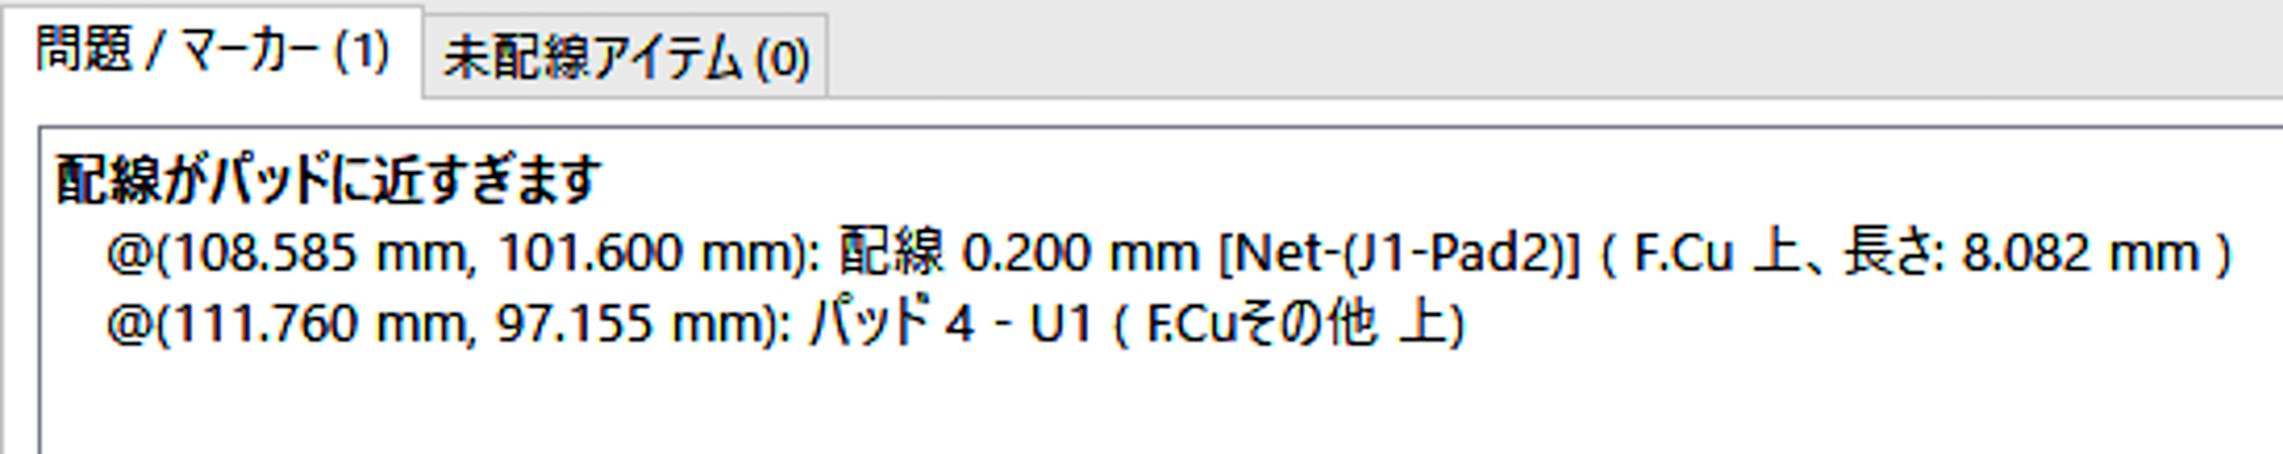 問題 / マーカー (1)
未配線アイテム (0)
配線がパッドに近すぎます
@(108.585 mm, 101.600 mm): 配線 0.200 mm [Net-(J1-Pad2)] ( F.Cu 上、長さ: 8.082 mm )
@(111.760 mm, 97.155 mm): パッド 4 - U1 ( F.Cuその他 上)